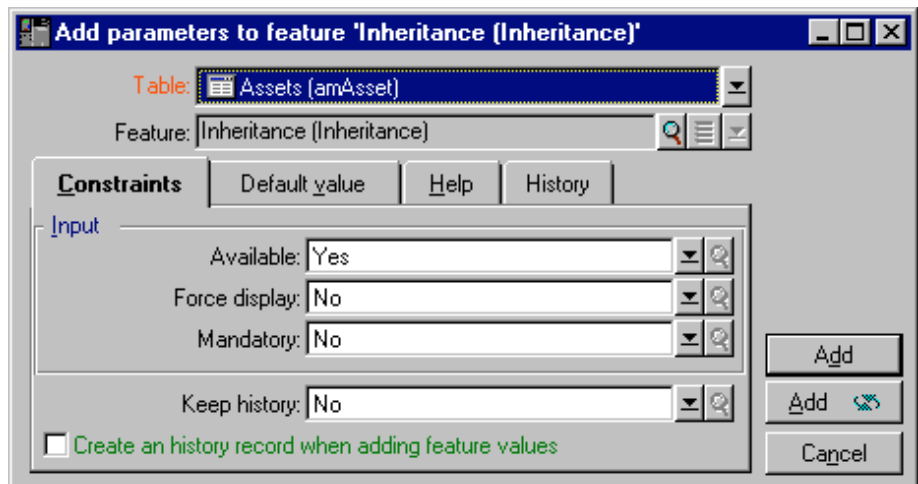 Add parameters to feature 'Inheritance (Inheritance)'
Table: Assets (amAsset)
Feature: Inheritance (Inheritance)
Constraints Default value Help History
Input
Available: Yes
Force display: No
Mandatory: No
Add
Keep history: No
Add
Create an history record when adding feature values
Cancel